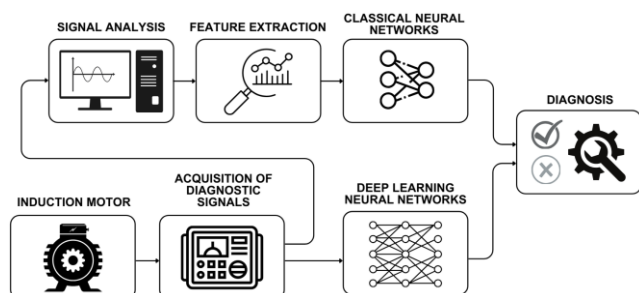 SIGNAL ANALYSIS
FEATURE EXTRACTION
CLASSICAL NEURAL
NETWORKS
DIAGNOSIS
INDUCTION MOTOR
ACQUISITION OF
DIAGNOSTIC
SIGNALS
DEEP LEARNING
NEURAL NETWORKS